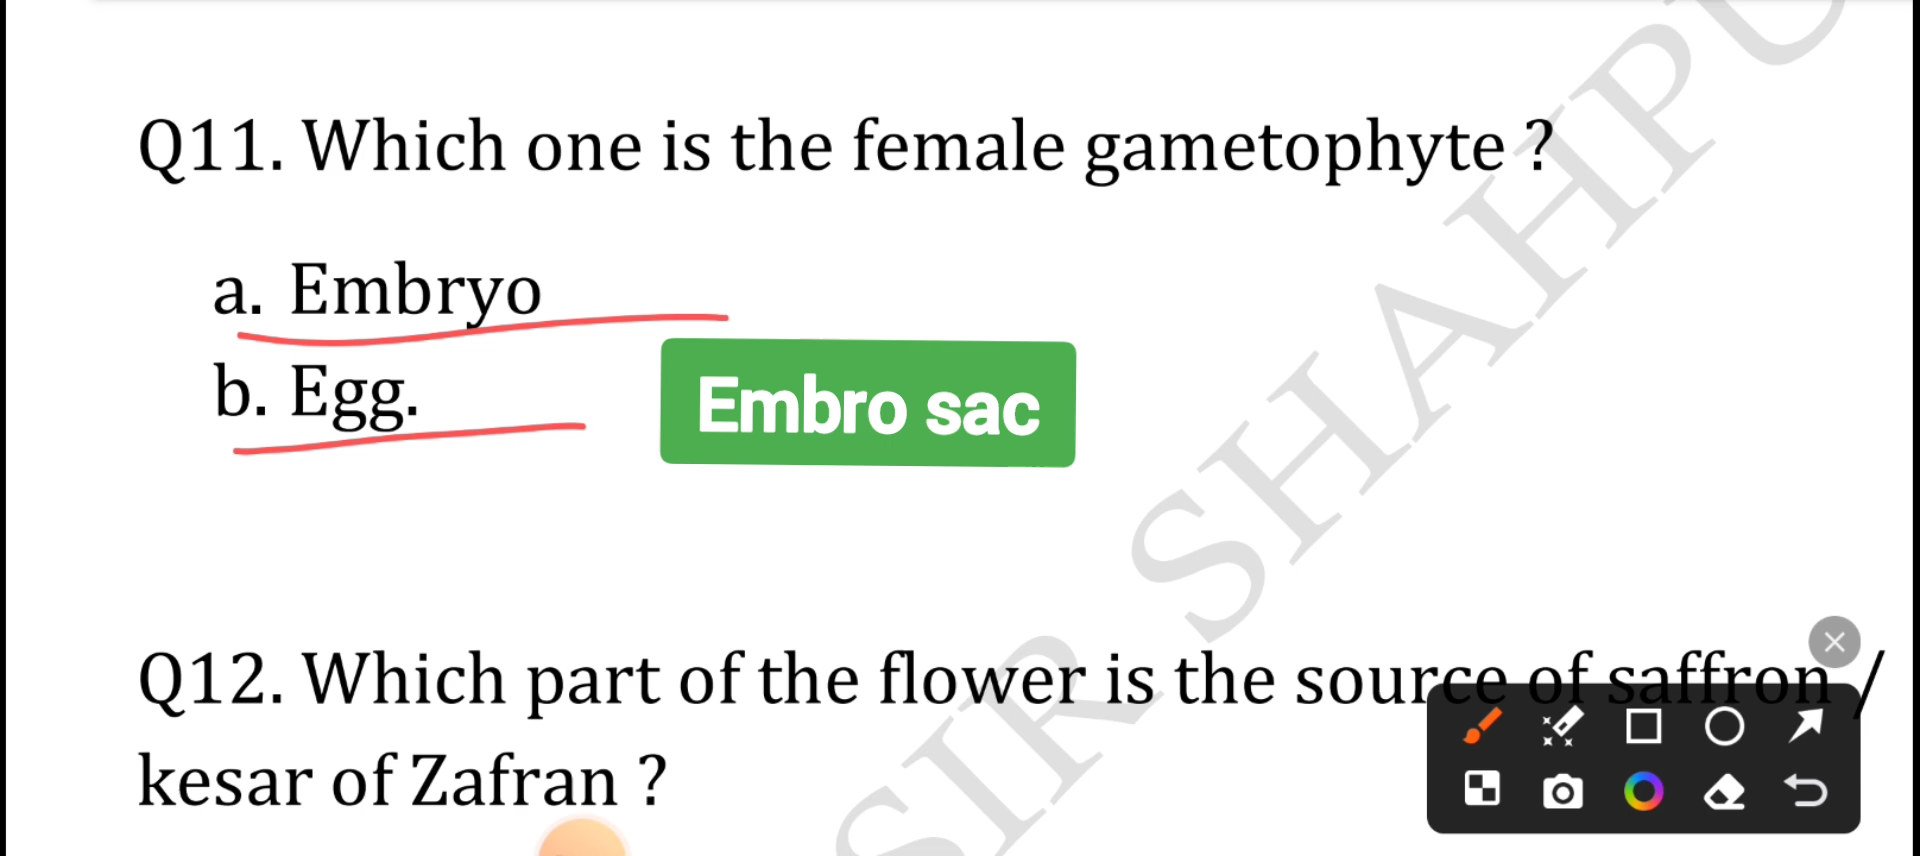 Q11. Which one is the female gametophyte ?
a. Embryo
b. Egg.
Embro sac
Q12. Which part of the flower is the source of saffron /
kesar of Zafran ?
SIR SHAHPU